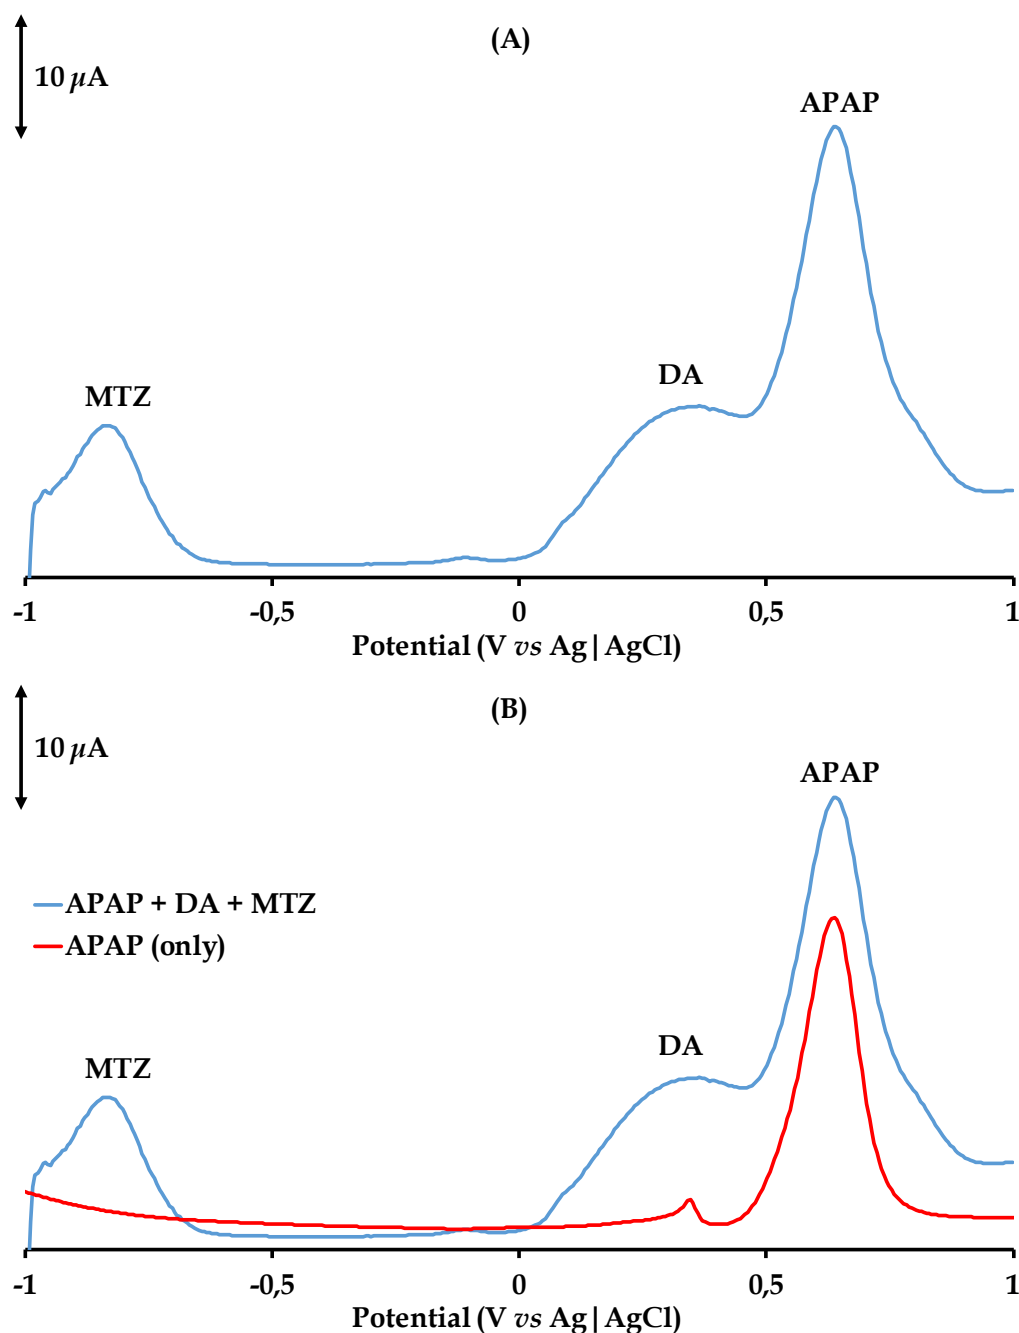 (A)
10 µA
APAP
DA
MTZ
-1 -0,5 0 0,5 1
Potential (V vs Ag|AgCl)
(B)
10 µA
APAP
APAP + DA + MTZ
APAP (only)
DA
MTZ
-1 -0,5 0 0,5 1
Potential (V vs Ag|AgCl)